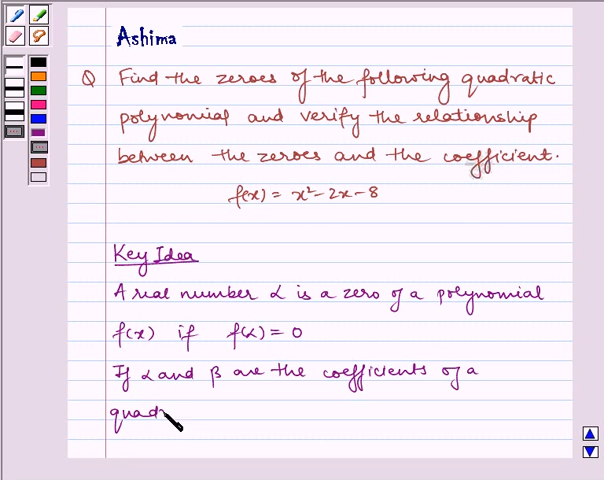 Ashima
Q Find the zeroes of the following quadratic
polynomial and verify the relationship
between the zeroes and the coefficient.
f(x) = x² - 2x - 8
Key Idea
A real number α is a zero of a polynomial
f(x) if f(α) = 0
If α and β are the coefficients of a
quad